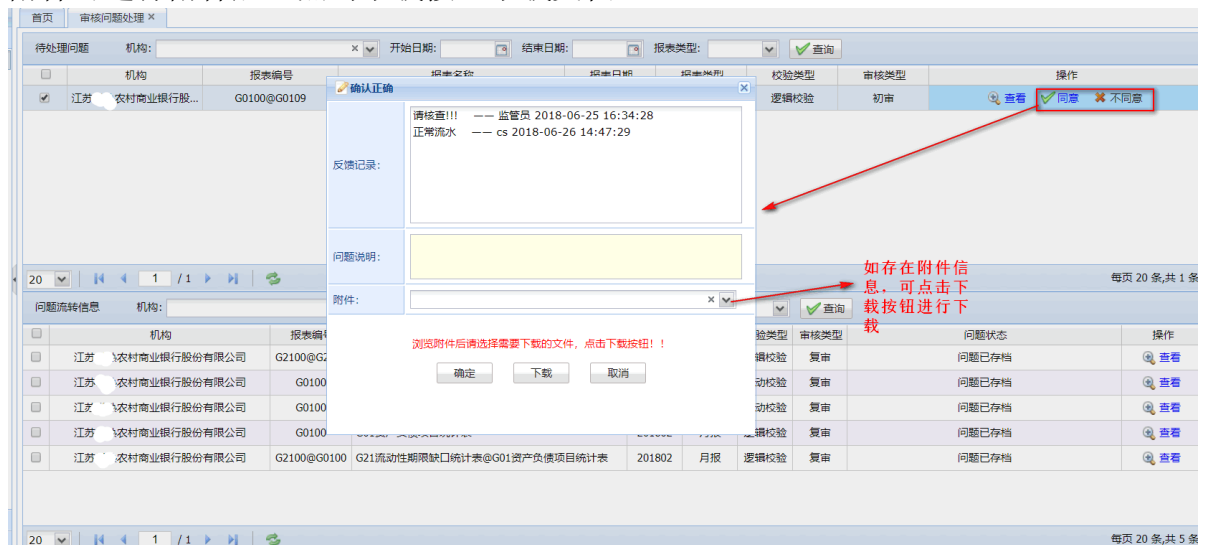 首页 审核问题处理 ×
待处理问题 机构: 开始日期: 结束日期: 报表类型: 查询
机构 报表编号 报表名称 报表日期 报表类型 校验类型 审核类型 操作
江苏 农村商业银行股... G0100@G0109 逻辑校验 初审 查看 同意 不同意
确认正确
反馈记录:
请核查!!! —— 监管员 2018-06-25 16:34:28
正常流水 —— cs 2018-06-26 14:47:29
问题说明:
附件:
浏览附件后请选择需要下载的文件，点击下载按钮！！
确定 下载 取消
如存在附件信
息，可点击下
载按钮进行下
载
20 1 /1 每页 20 条,共 1 条
问题流转信息 机构: 查询
机构 报表编号 审核类型 问题状态 操作
江苏 农村商业银行股份有限公司 G2100@G2 复审 问题已存档 查看
江苏 农村商业银行股份有限公司 G0100 复审 问题已存档 查看
江苏 农村商业银行股份有限公司 G0100 复审 问题已存档 查看
江苏 农村商业银行股份有限公司 G0100 201802 月报 逻辑校验 复审 问题已存档 查看
江苏 农村商业银行股份有限公司 G2100@G0100 G21流动性期限缺口统计表@G01资产负债项目统计表 201802 月报 逻辑校验 复审 问题已存档 查看
20 1 /1 每页 20 条,共 5 条